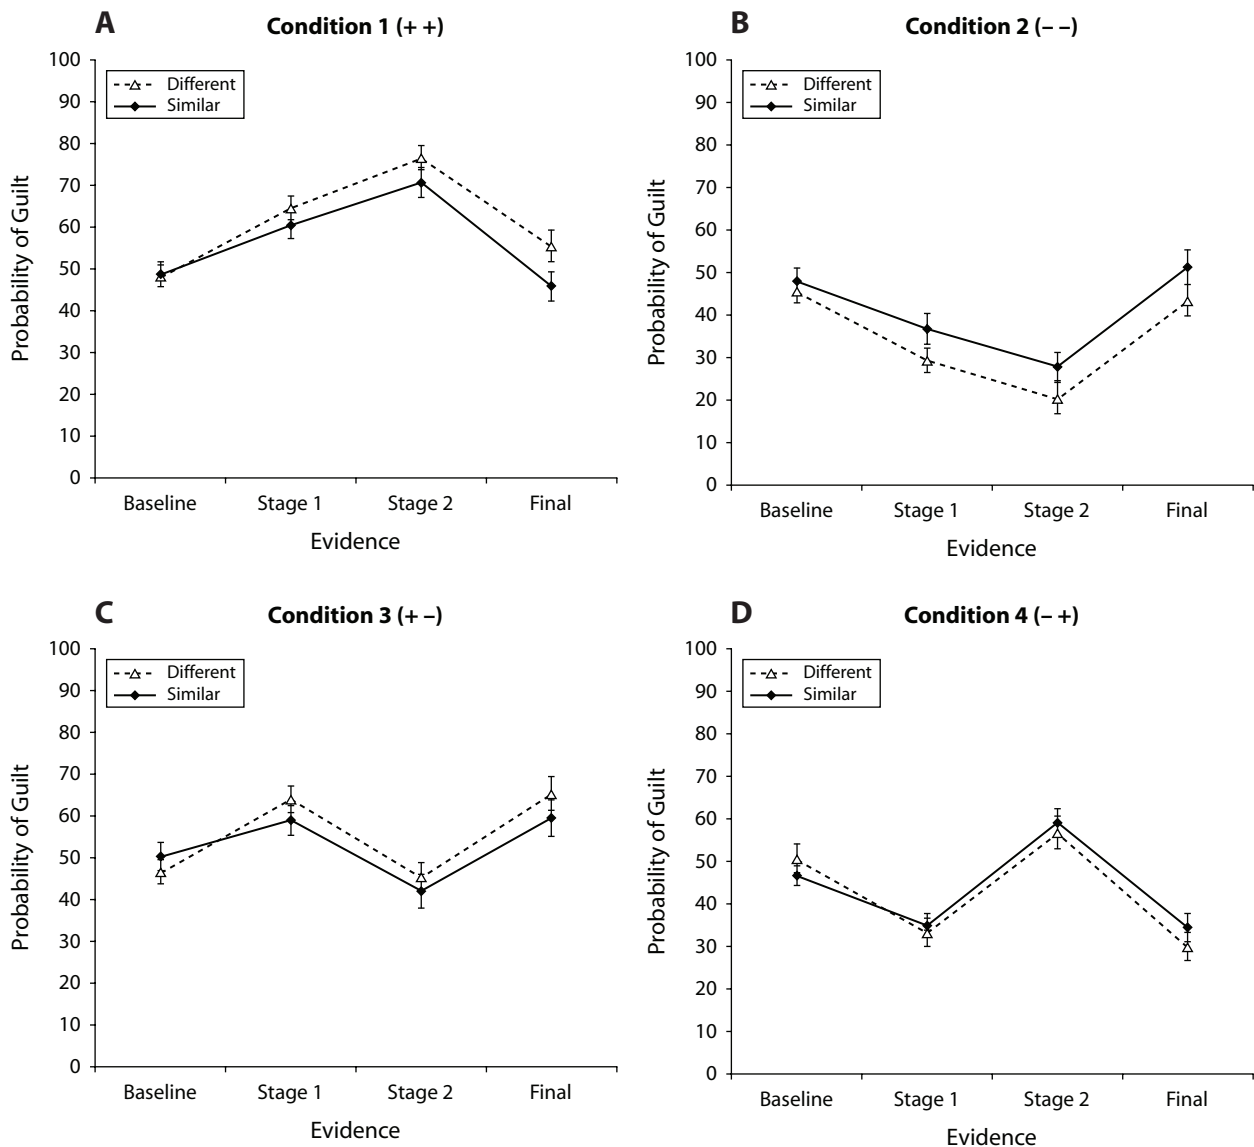 A
Condition 1 (+ +)
Probability of Guilt
100
90
80
70
60
50
40
30
20
10
0
Different
Similar
Baseline
Stage 1
Stage 2
Final
Evidence
B
Condition 2 (– –)
Probability of Guilt
100
90
80
70
60
50
40
30
20
10
0
Different
Similar
Baseline
Stage 1
Stage 2
Final
Evidence
C
Condition 3 (+ –)
Probability of Guilt
100
90
80
70
60
50
40
30
20
10
0
Different
Similar
Baseline
Stage 1
Stage 2
Final
Evidence
D
Condition 4 (– +)
Probability of Guilt
100
90
80
70
60
50
40
30
20
10
0
Different
Similar
Baseline
Stage 1
Stage 2
Final
Evidence